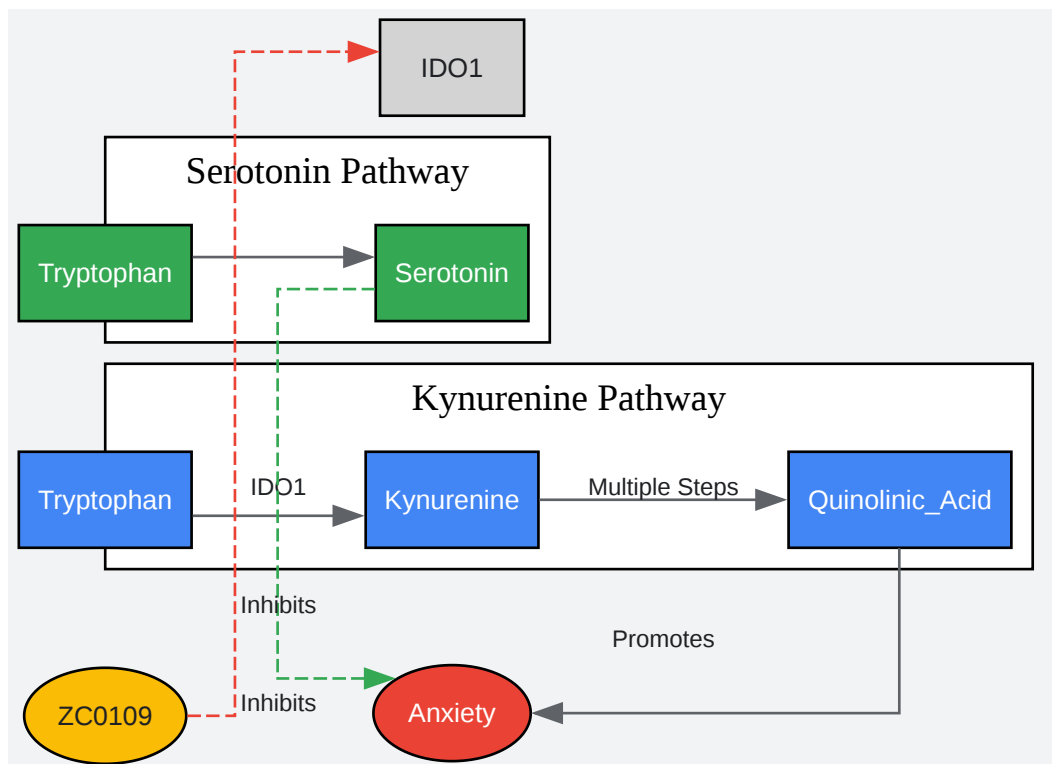 IDO1
Serotonin Pathway
Tryptophan
Serotonin
Kynurenine Pathway
Tryptophan
IDO1
Kynurenine
Multiple Steps
Quinolinic_Acid
Inhibits
Promotes
ZC0109
Inhibits
Anxiety